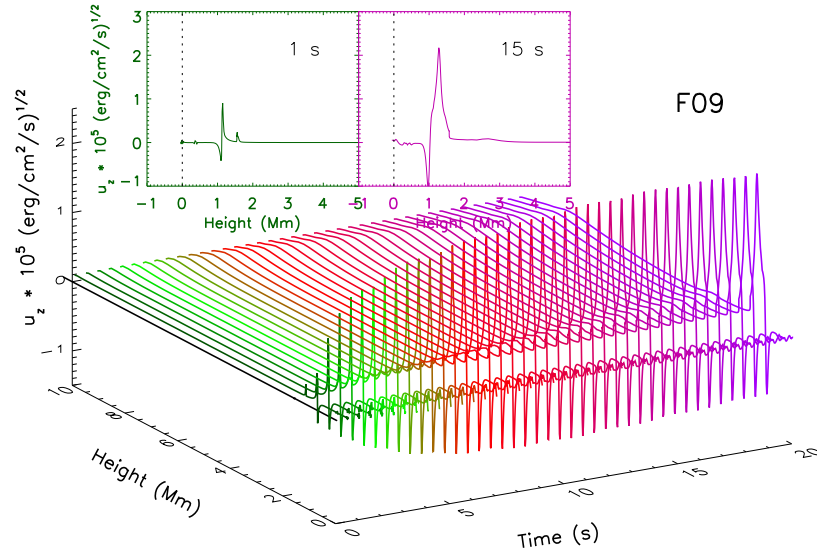 u_z * 10^5 (erg/cm^2/s)^1/2
3
2
1
0
-1
1 s
-1 0 1 2 3 4 5
Height (Mm)
15 s
-1 0 1 2 3 4 5
Height (Mm)
F09
u_z * 10^5 (erg/cm^2/s)^1/2
2
1
0
-1
10 8 6 4 2 0
Height (Mm)
0 5 10 15 20
Time (s)